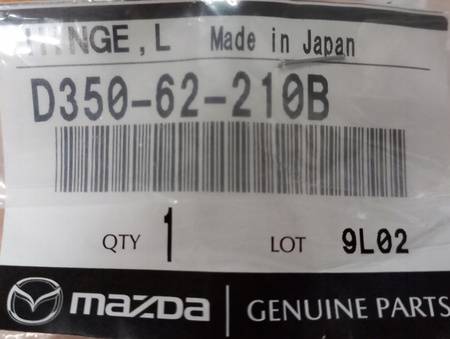 HINGE, L Made in Japan
D350-62-210B
QTY 1 LOT 9L02
mazda GENUINE PARTS